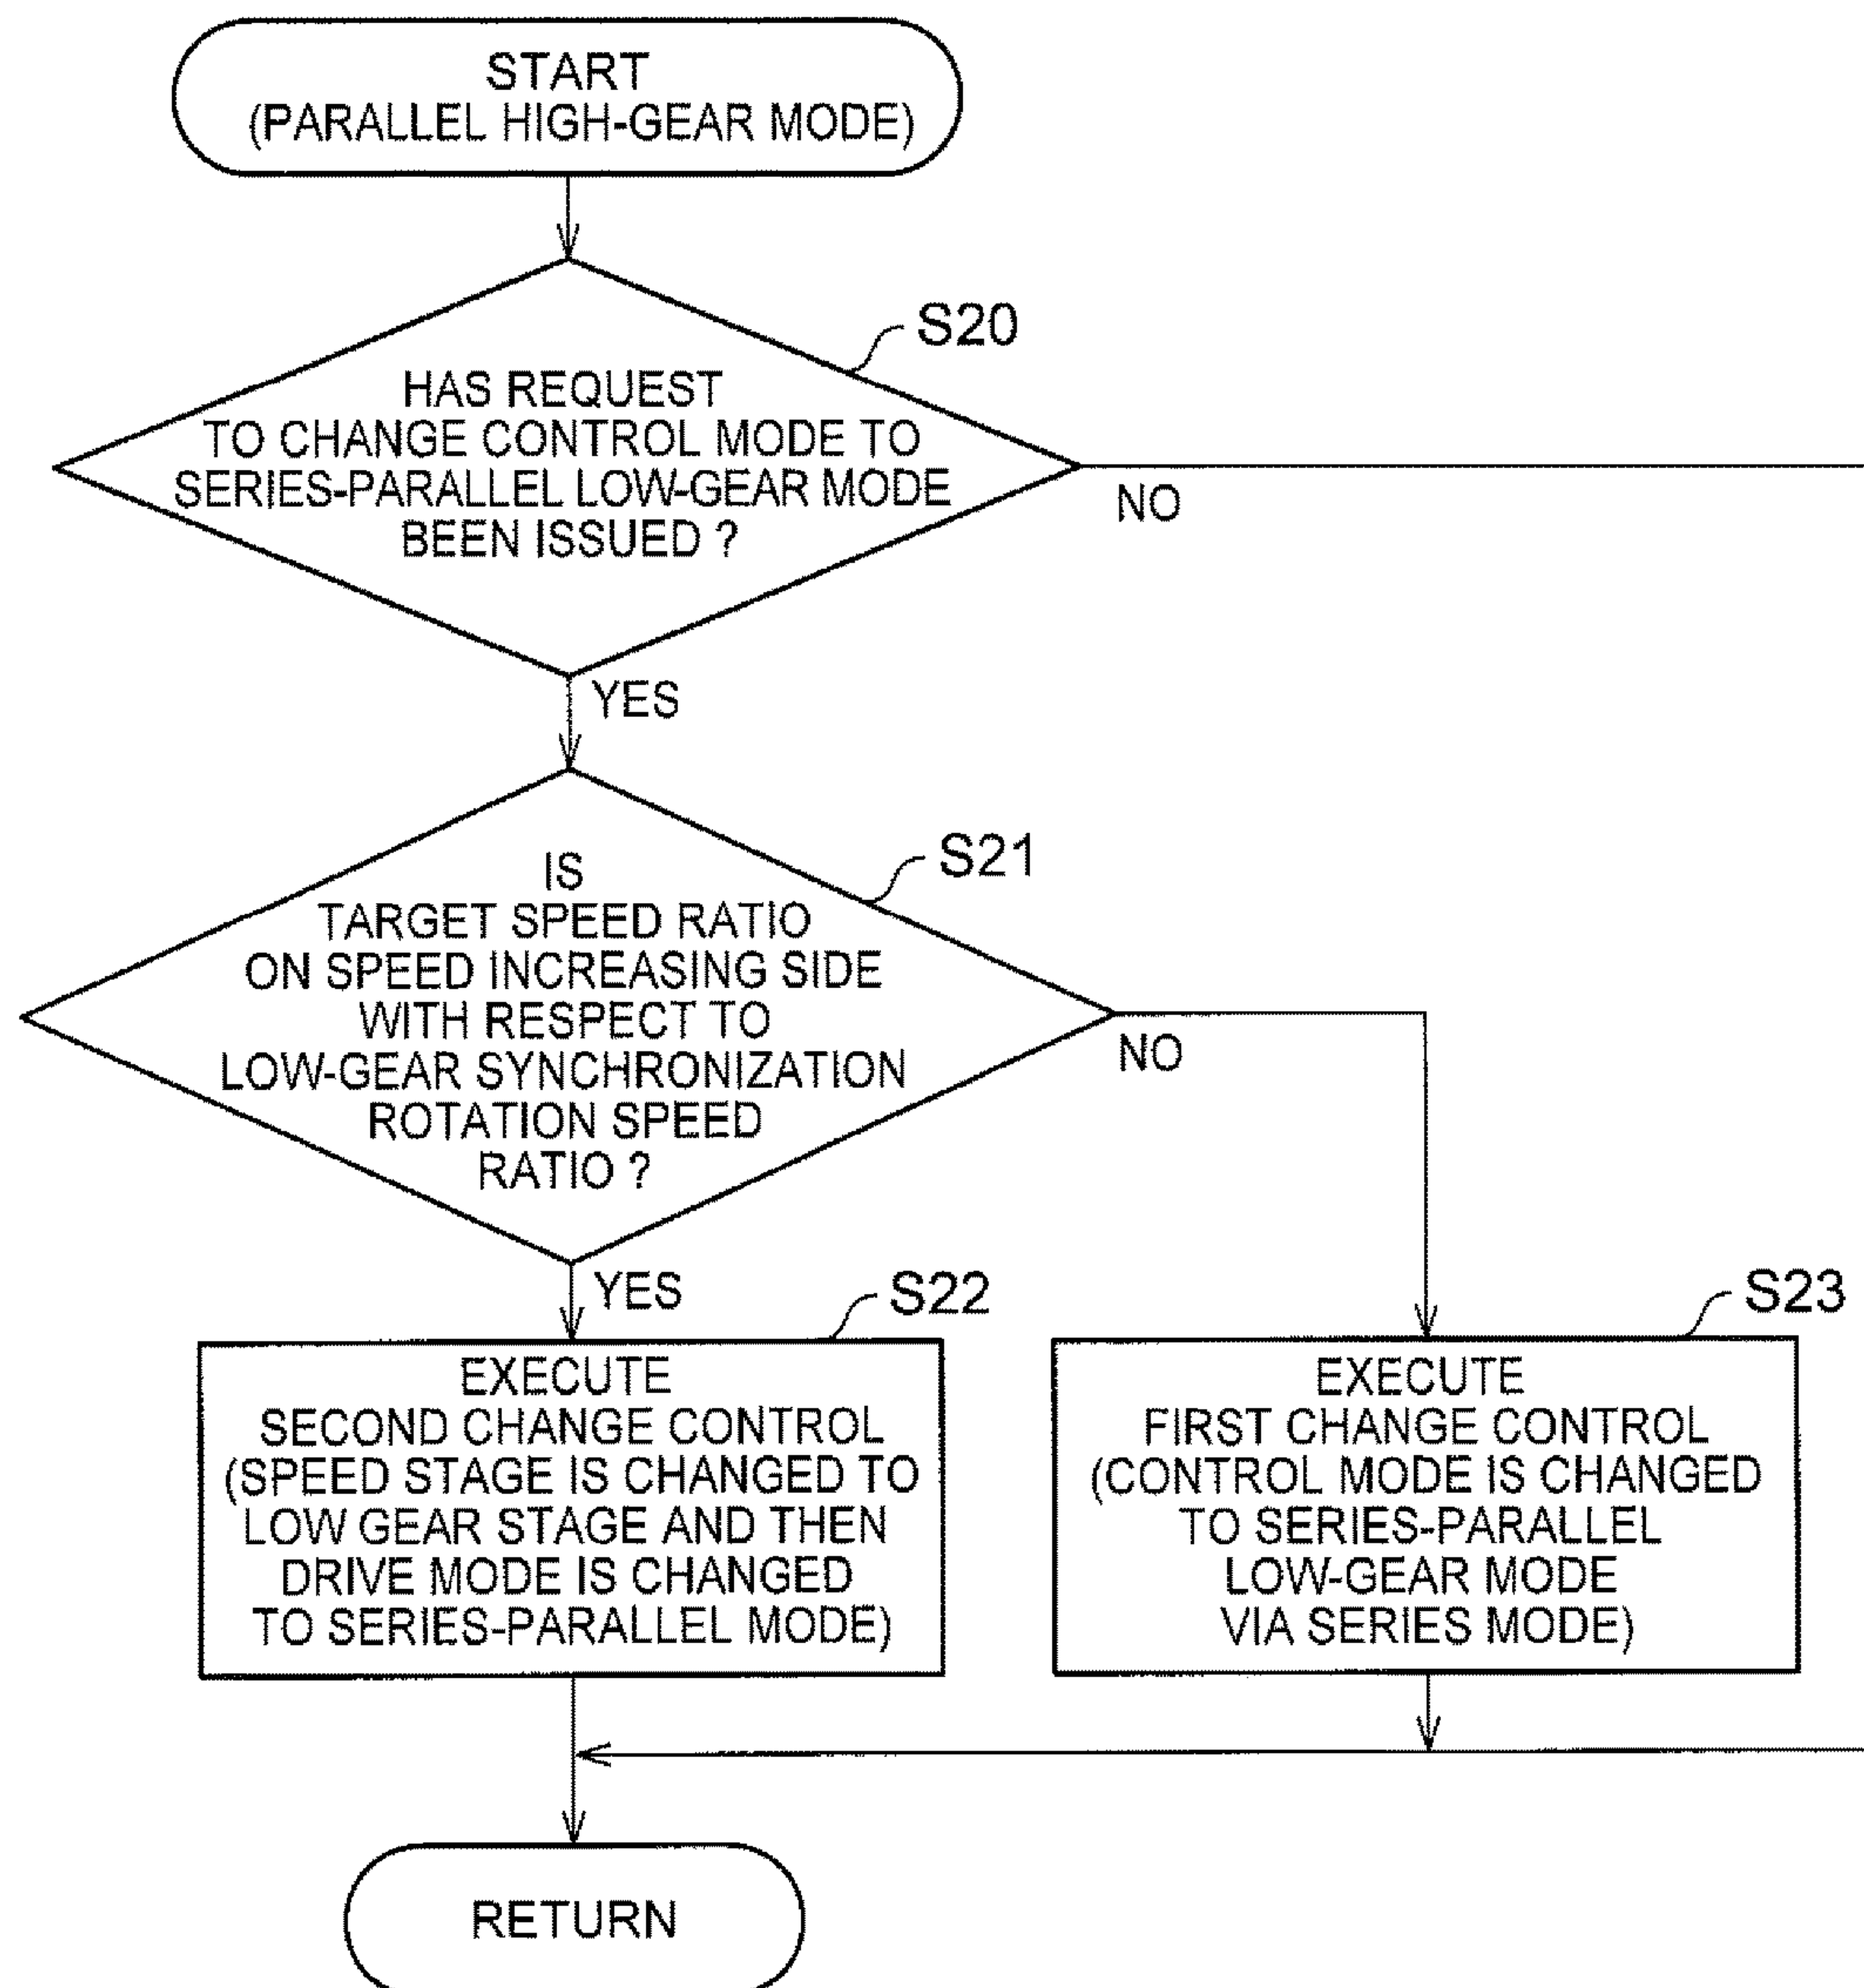 START
(PARALLEL HIGH-GEAR MODE)
S20
HAS REQUEST
TO CHANGE CONTROL MODE TO
SERIES-PARALLEL LOW-GEAR MODE
BEEN ISSUED ?
NO
YES
S21
IS
TARGET SPEED RATIO
ON SPEED INCREASING SIDE
WITH RESPECT TO
LOW-GEAR SYNCHRONIZATION
ROTATION SPEED
RATIO ?
NO
YES
S22
EXECUTE
SECOND CHANGE CONTROL
(SPEED STAGE IS CHANGED TO
LOW GEAR STAGE AND THEN
DRIVE MODE IS CHANGED
TO SERIES-PARALLEL MODE)
S23
EXECUTE
FIRST CHANGE CONTROL
(CONTROL MODE IS CHANGED
TO SERIES-PARALLEL
LOW-GEAR MODE
VIA SERIES MODE)
RETURN